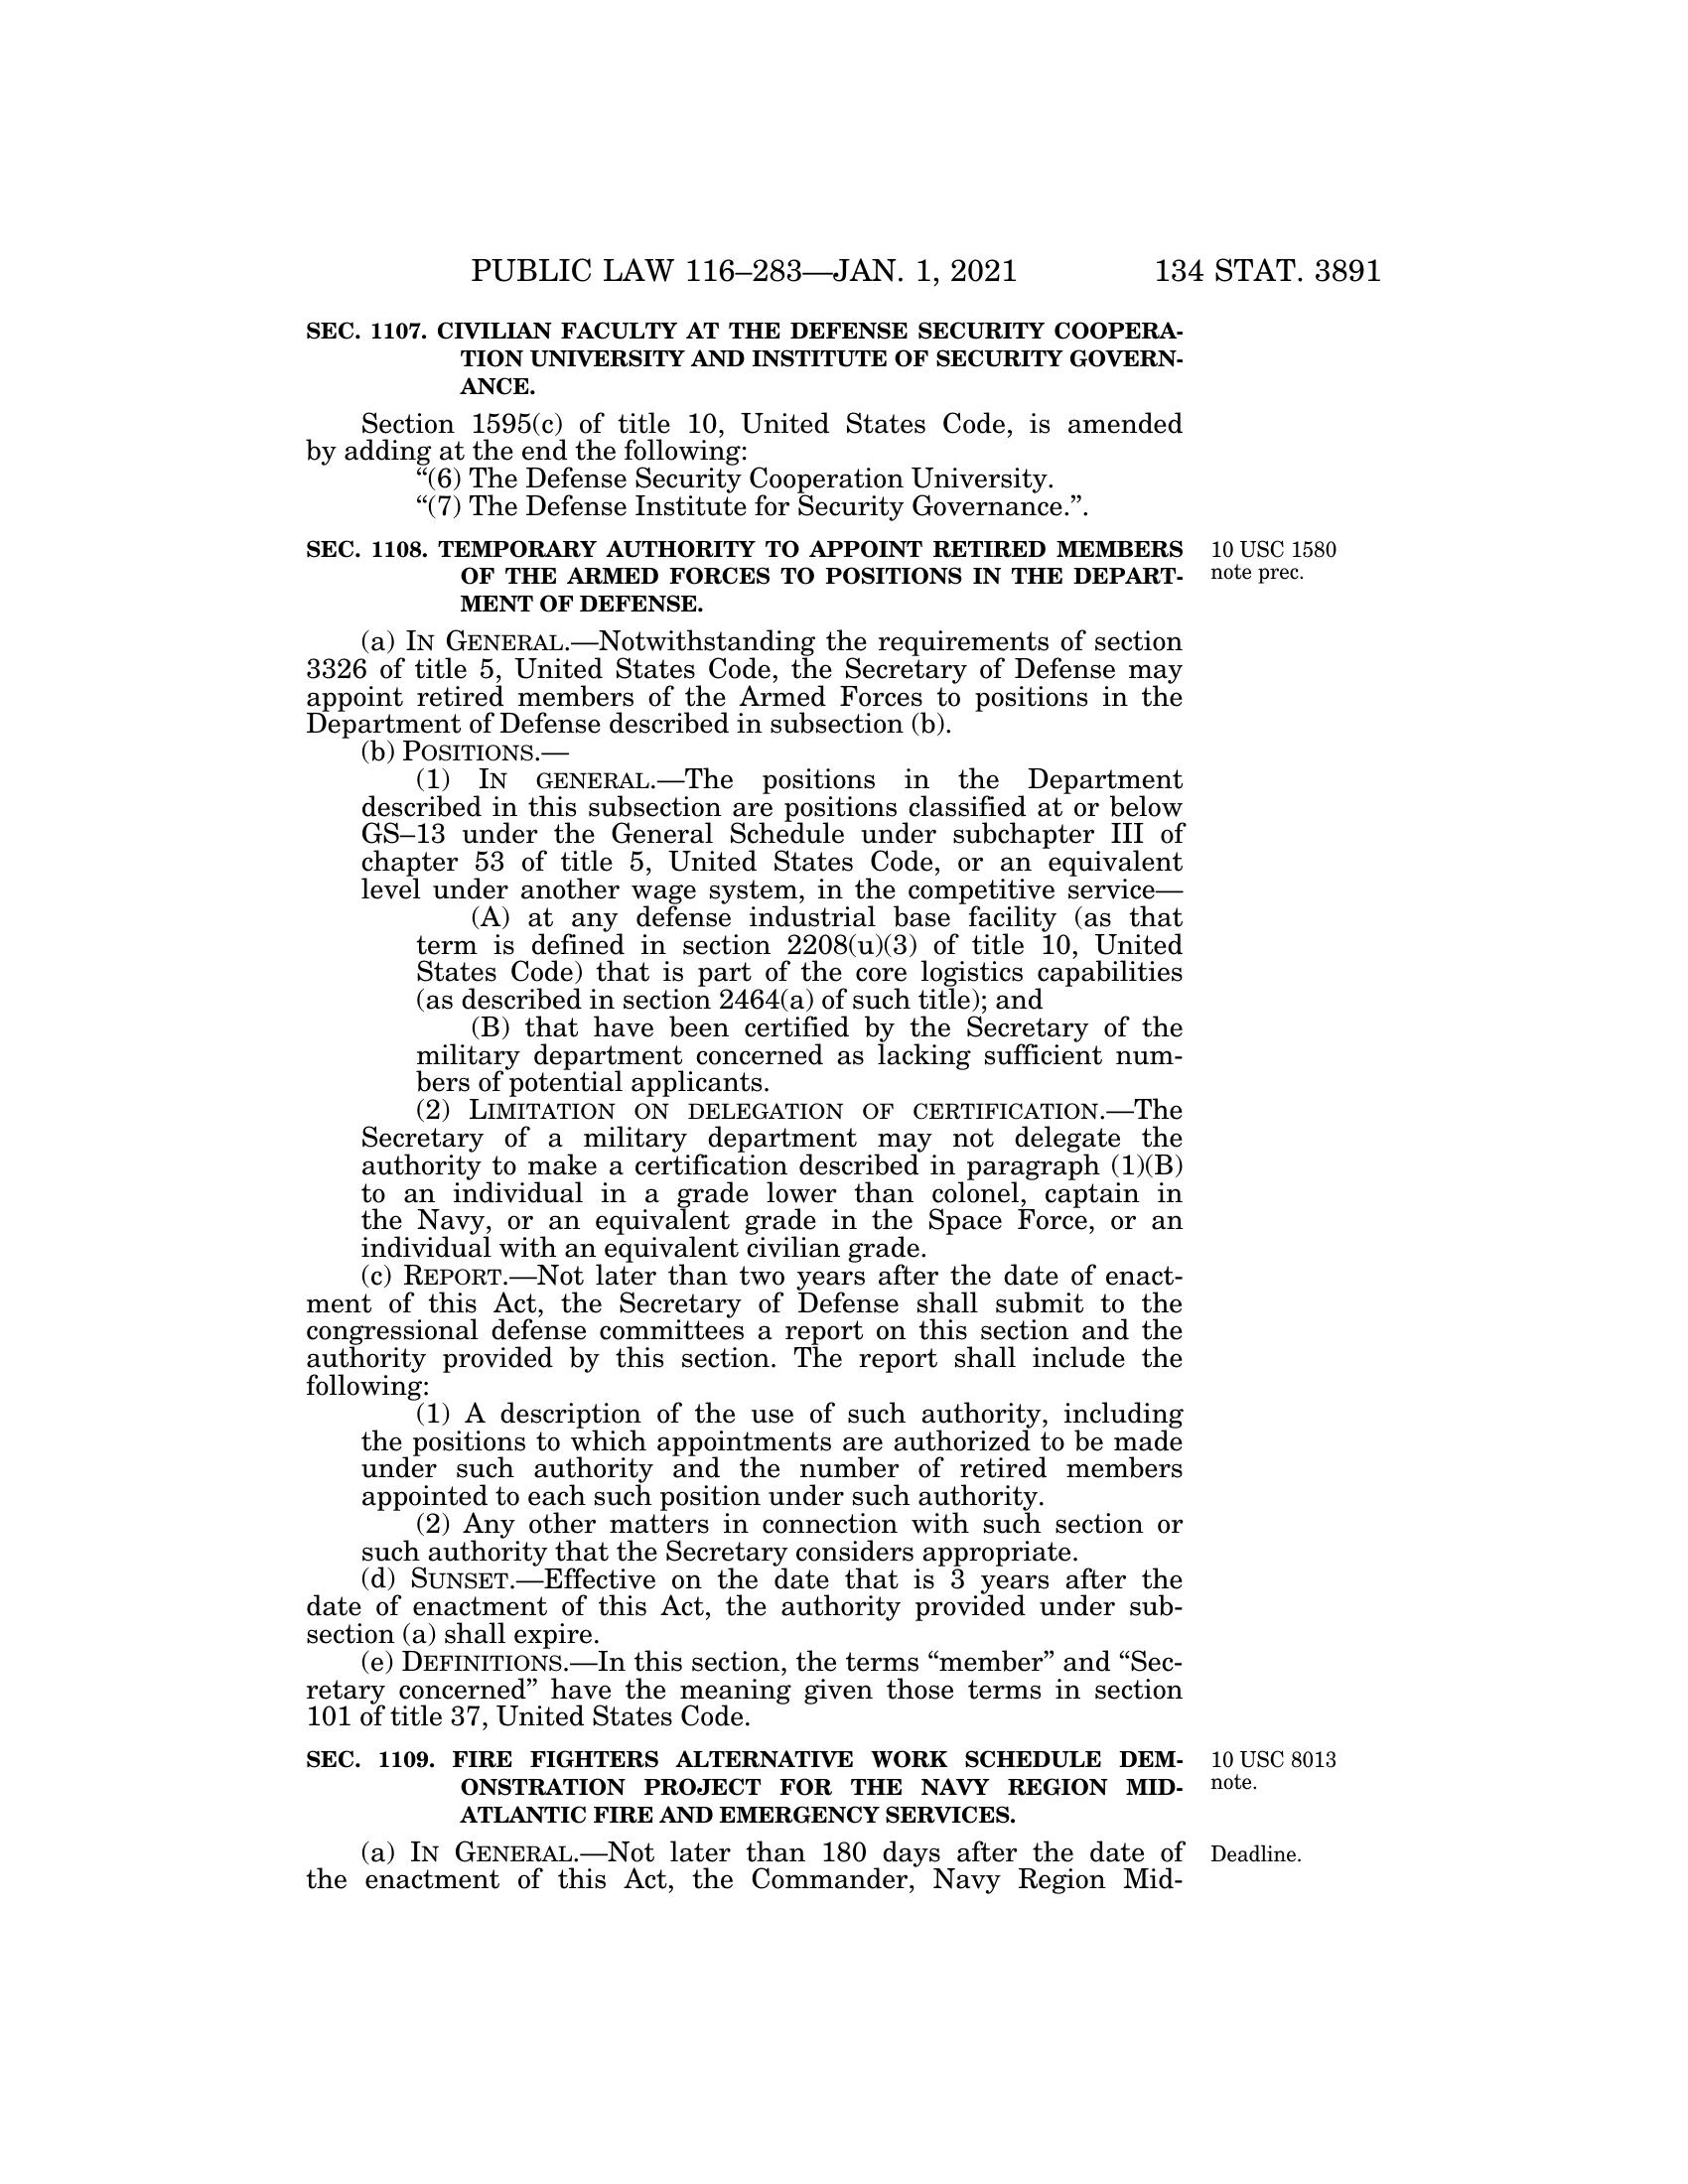 PUBLIC LAW 116–283—JAN. 1, 2021 134 STAT. 3891
SEC. 1107. CIVILIAN FACULTY AT THE DEFENSE SECURITY COOPERA-
TION UNIVERSITY AND INSTITUTE OF SECURITY GOVERN-
ANCE.
Section 1595(c) of title 10, United States Code, is amended
by adding at the end the following:
“(6) The Defense Security Cooperation University.
“(7) The Defense Institute for Security Governance.”.
SEC. 1108. TEMPORARY AUTHORITY TO APPOINT RETIRED MEMBERS
OF THE ARMED FORCES TO POSITIONS IN THE DEPART-
MENT OF DEFENSE.
10 USC 1580
note prec.
(a) IN GENERAL.—Notwithstanding the requirements of section
3326 of title 5, United States Code, the Secretary of Defense may
appoint retired members of the Armed Forces to positions in the
Department of Defense described in subsection (b).
(b) POSITIONS.—
(1) IN GENERAL.—The positions in the Department
described in this subsection are positions classified at or below
GS–13 under the General Schedule under subchapter III of
chapter 53 of title 5, United States Code, or an equivalent
level under another wage system, in the competitive service—
(A) at any defense industrial base facility (as that
term is defined in section 2208(u)(3) of title 10, United
States Code) that is part of the core logistics capabilities
(as described in section 2464(a) of such title); and
(B) that have been certified by the Secretary of the
military department concerned as lacking sufficient num-
bers of potential applicants.
(2) LIMITATION ON DELEGATION OF CERTIFICATION.—The
Secretary of a military department may not delegate the
authority to make a certification described in paragraph (1)(B)
to an individual in a grade lower than colonel, captain in
the Navy, or an equivalent grade in the Space Force, or an
individual with an equivalent civilian grade.
(c) REPORT.—Not later than two years after the date of enact-
ment of this Act, the Secretary of Defense shall submit to the
congressional defense committees a report on this section and the
authority provided by this section. The report shall include the
following:
(1) A description of the use of such authority, including
the positions to which appointments are authorized to be made
under such authority and the number of retired members
appointed to each such position under such authority.
(2) Any other matters in connection with such section or
such authority that the Secretary considers appropriate.
(d) SUNSET.—Effective on the date that is 3 years after the
date of enactment of this Act, the authority provided under sub-
section (a) shall expire.
(e) DEFINITIONS.—In this section, the terms “member” and “Sec-
retary concerned” have the meaning given those terms in section
101 of title 37, United States Code.
SEC. 1109. FIRE FIGHTERS ALTERNATIVE WORK SCHEDULE DEM-
ONSTRATION PROJECT FOR THE NAVY REGION MID-
ATLANTIC FIRE AND EMERGENCY SERVICES.
10 USC 8013
note.
(a) IN GENERAL.—Not later than 180 days after the date of
the enactment of this Act, the Commander, Navy Region Mid-
Deadline.